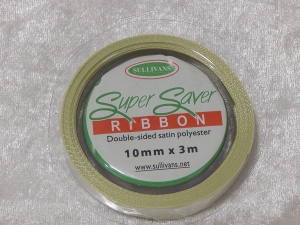 SULLIVANS
Super Saver
RIBBON
Double-sided satin polyester
10mm x 3m
www.sullivans.net